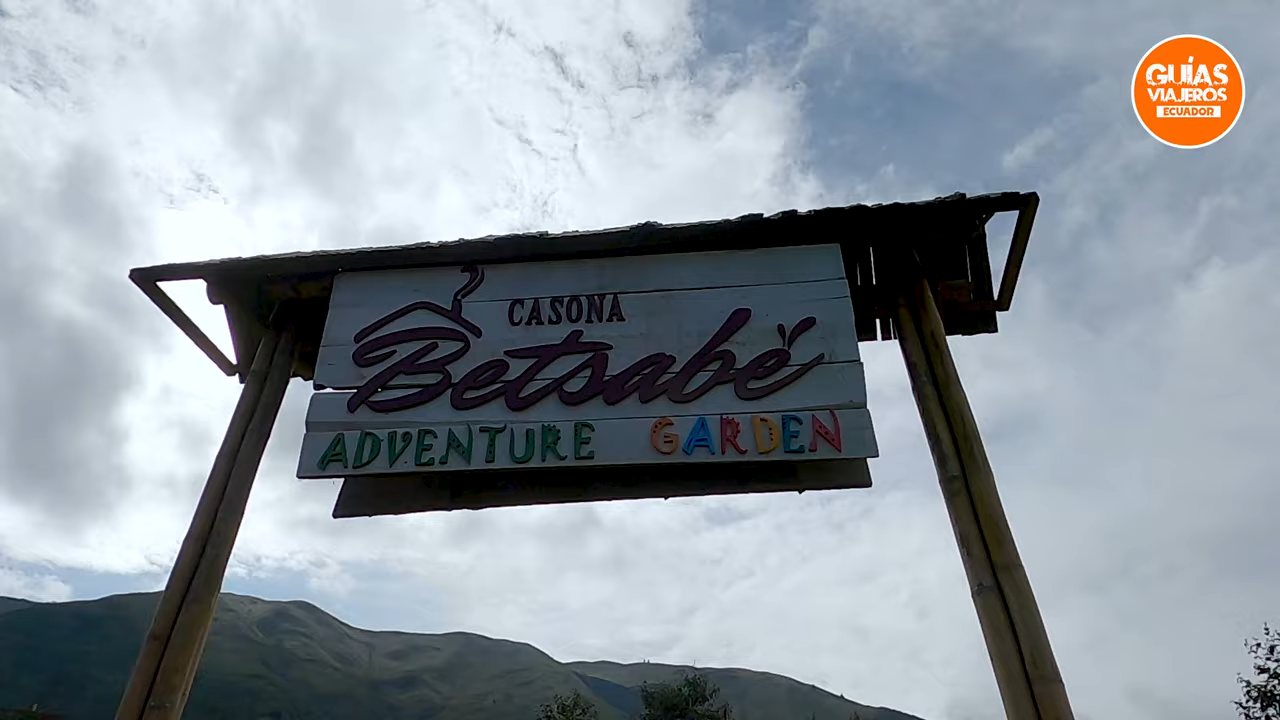 GUÍAS
VIAJEROS
ECUADOR
CASONA
Betsabé
ADVENTURE GARDEN